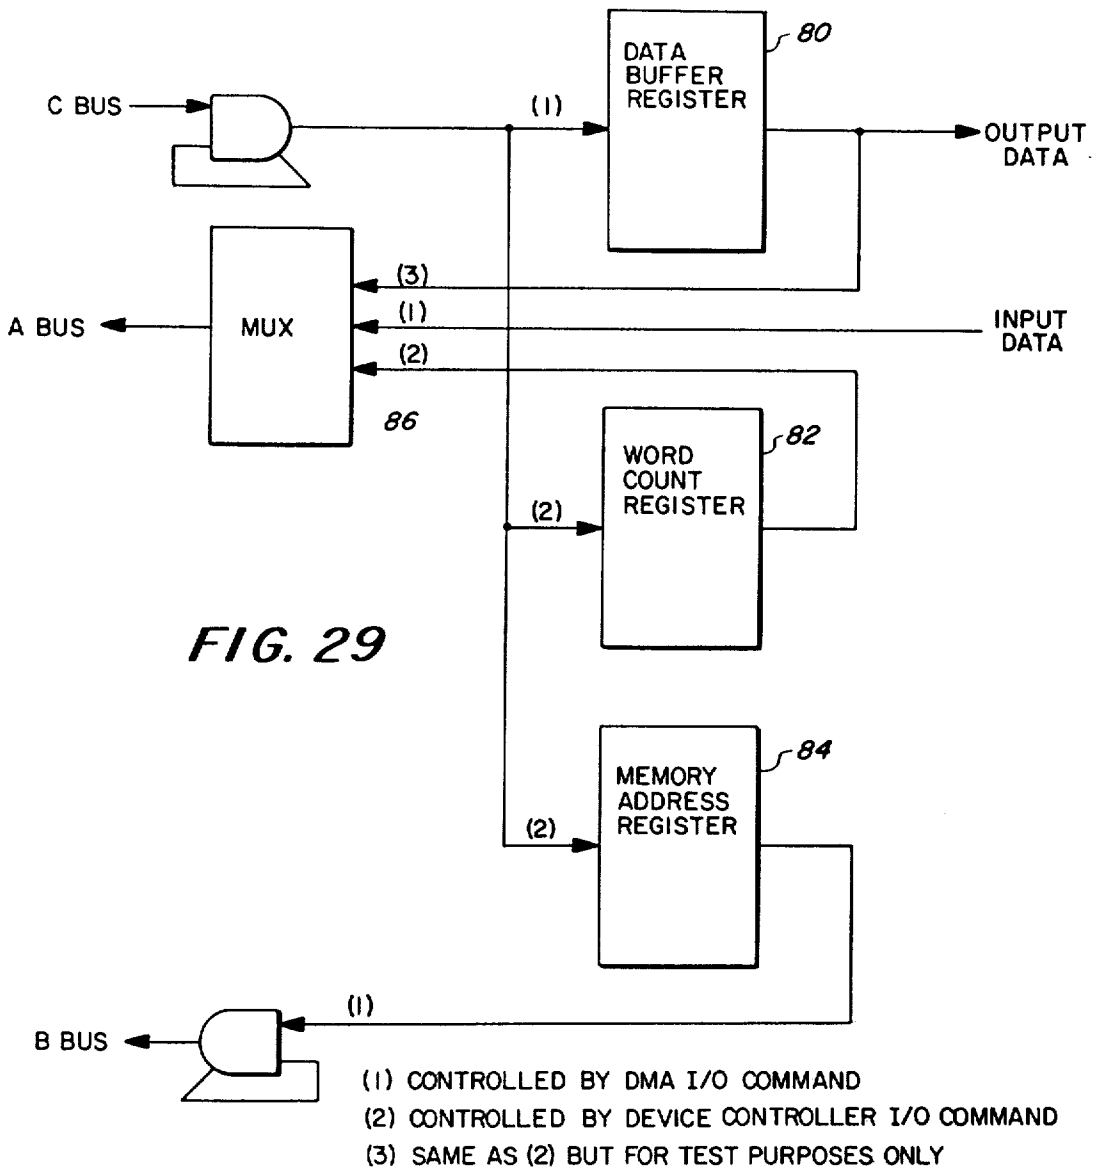 80
DATA
BUFFER
REGISTER
C BUS
(1)
OUTPUT
DATA
(3)
A BUS
MUX
(1)
INPUT
DATA
(2)
86
82
WORD
COUNT
REGISTER
(2)
FIG. 29
84
MEMORY
ADDRESS
REGISTER
(2)
(1)
B BUS
(1) CONTROLLED BY DMA I/O COMMAND
(2) CONTROLLED BY DEVICE CONTROLLER I/O COMMAND
(3) SAME AS (2) BUT FOR TEST PURPOSES ONLY